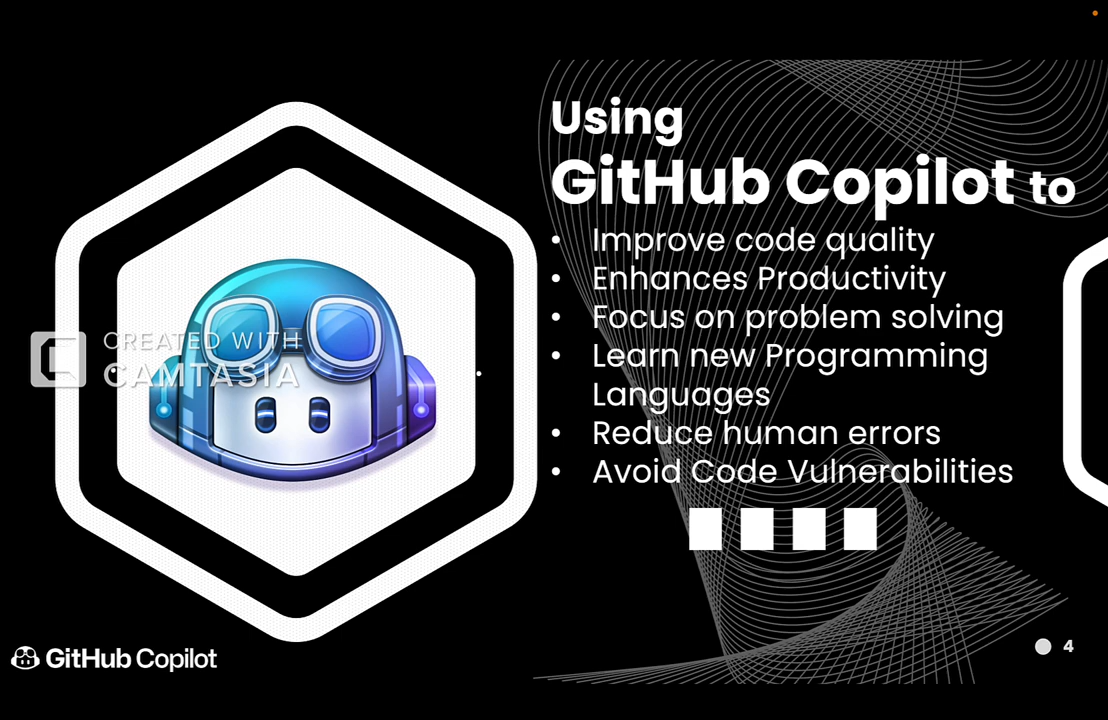 Using
GitHub Copilot to
• Improve code quality
• Enhances Productivity
• Focus on problem solving
• Learn new Programming
Languages
• Reduce human errors
• Avoid Code Vulnerabilities
CREATED WITH
CAMTASIA
GitHub Copilot
4